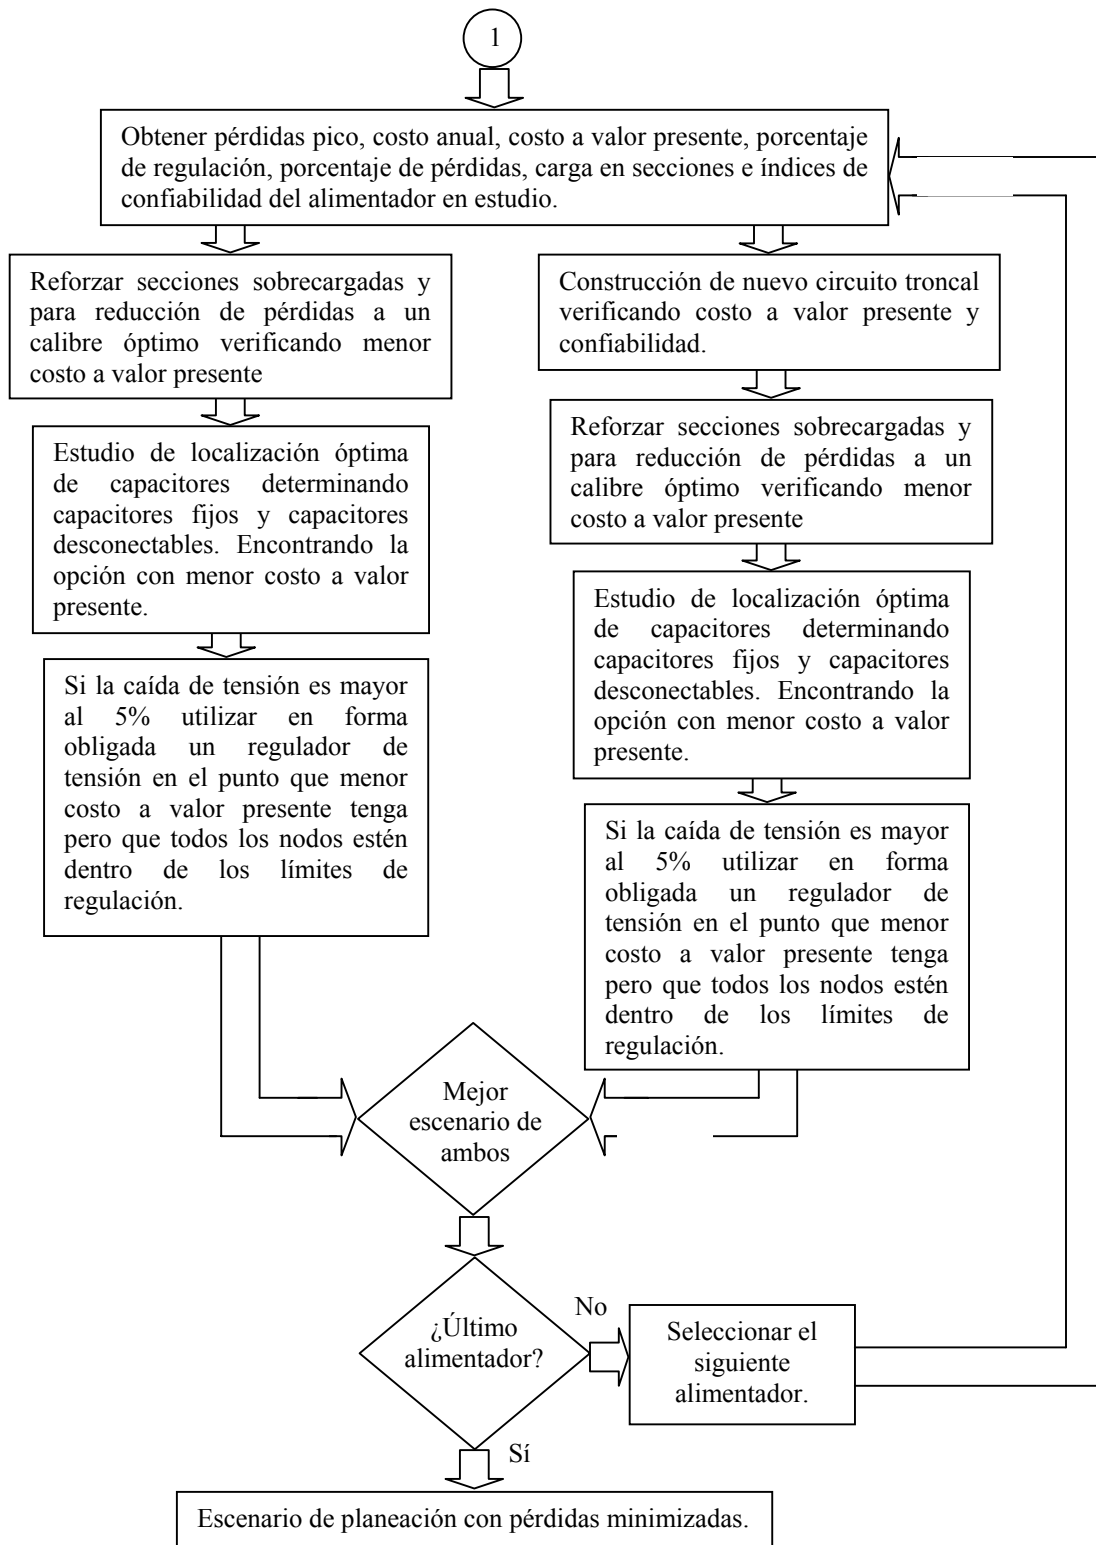 1
Obtener pérdidas pico, costo anual, costo a valor presente, porcentaje
de regulación, porcentaje de pérdidas, carga en secciones e índices de
confiabilidad del alimentador en estudio.
Reforzar secciones sobrecargadas y
para reducción de pérdidas a un
calibre óptimo verificando menor
costo a valor presente
Estudio de localización óptima
de capacitores determinando
capacitores fijos y capacitores
desconectables. Encontrando la
opción con menor costo a valor
presente.
Si la caída de tensión es mayor
al 5% utilizar en forma
obligada un regulador de
tensión en el punto que menor
costo a valor presente tenga
pero que todos los nodos estén
dentro de los límites de
regulación.
Construcción de nuevo circuito troncal
verificando costo a valor presente y
confiabilidad.
Reforzar secciones sobrecargadas y
para reducción de pérdidas a un
calibre óptimo verificando menor
costo a valor presente
Estudio de localización óptima
de capacitores determinando
capacitores fijos y capacitores
desconectables. Encontrando la
opción con menor costo a valor
presente.
Si la caída de tensión es mayor
al 5% utilizar en forma
obligada un regulador de
tensión en el punto que menor
costo a valor presente tenga
pero que todos los nodos estén
dentro de los límites de
regulación.
Mejor
escenario de
ambos
¿Último
alimentador?
No
Seleccionar el
siguiente
alimentador.
Sí
Escenario de planeación con pérdidas minimizadas.